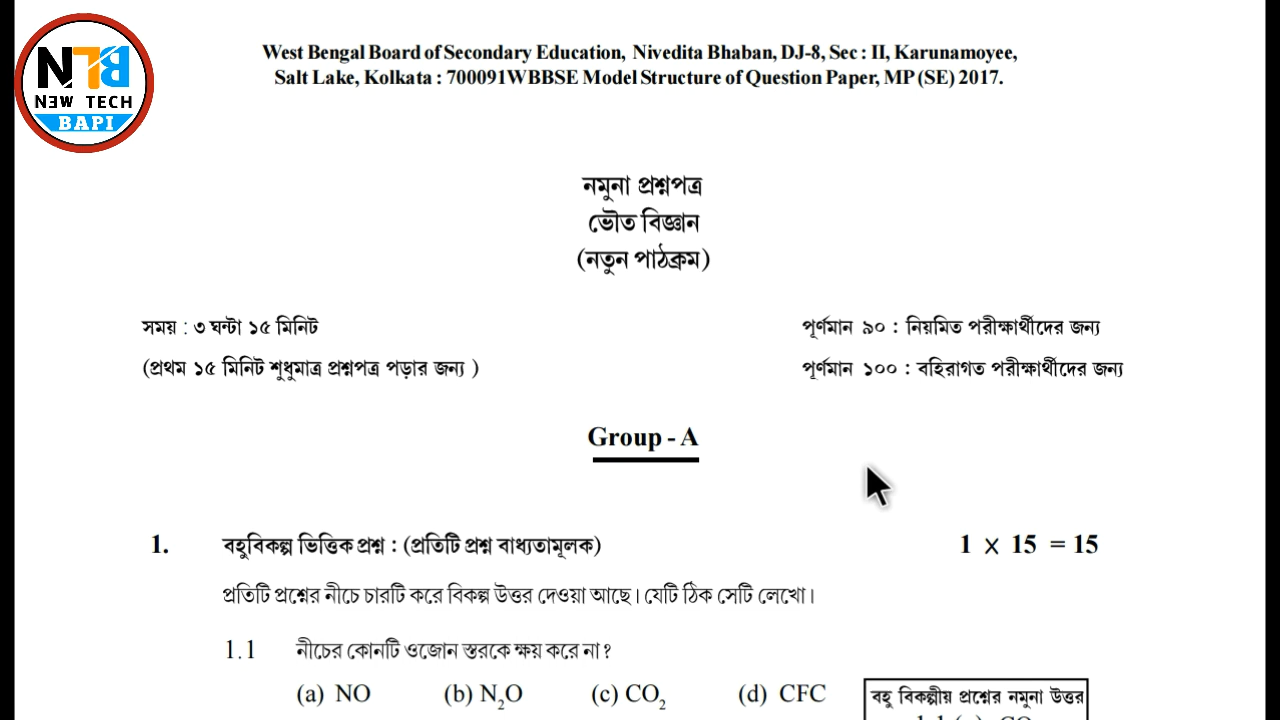 NTB
NEW TECH
BAPI
West Bengal Board of Secondary Education, Nivedita Bhaban, DJ-8, Sec : II, Karunamoyee,
Salt Lake, Kolkata : 700091WBBSE Model Structure of Question Paper, MP (SE) 2017.
নমুনা প্রশ্নপত্র
ভৌত বিজ্ঞান
(নতুন পাঠক্রম)
সময় : ৩ ঘন্টা ১৫ মিনিট
পূর্ণমান ৯০ : নিয়মিত পরীক্ষার্থীদের জন্য
(প্রথম ১৫ মিনিট শুধুমাত্র প্রশ্নপত্র পড়ার জন্য )
পূর্ণমান ১০০ : বহিরাগত পরীক্ষার্থীদের জন্য
Group - A
1. বহুবিকল্প ভিত্তিক প্রশ্ন : (প্রতিটি প্রশ্ন বাধ্যতামূলক) 1 × 15 = 15
প্রতিটি প্রশ্নের নীচে চারটি করে বিকল্প উত্তর দেওয়া আছে। যেটি ঠিক সেটি লেখো।
1.1 নীচের কোনটি ওজোন স্তরকে ক্ষয় করে না?
(a) NO (b) N₂O (c) CO₂ (d) CFC
বহু বিকল্পীয় প্রশ্নের নমুনা উত্তর